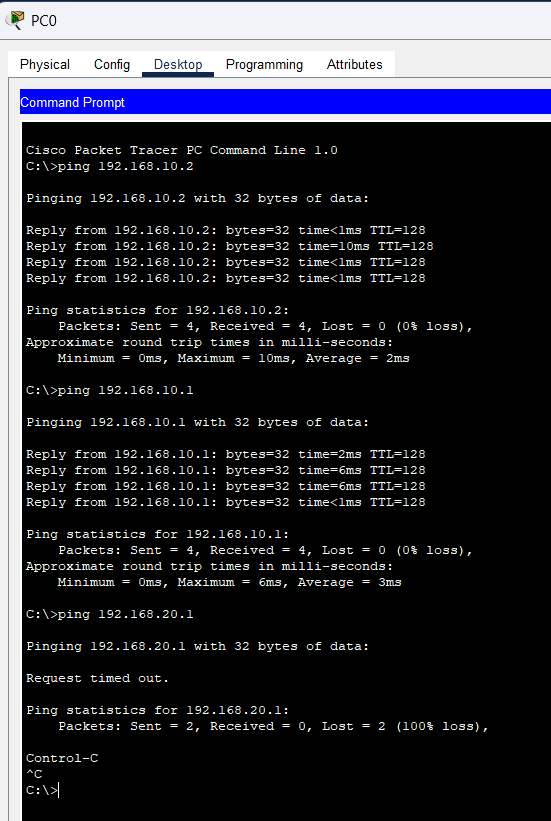 PC0
Physical Config Desktop Programming Attributes
Command Prompt
Cisco Packet Tracer PC Command Line 1.0
C:\>ping 192.168.10.2
Pinging 192.168.10.2 with 32 bytes of data:
Reply from 192.168.10.2: bytes=32 time<1ms TTL=128
Reply from 192.168.10.2: bytes=32 time=10ms TTL=128
Reply from 192.168.10.2: bytes=32 time<1ms TTL=128
Reply from 192.168.10.2: bytes=32 time<1ms TTL=128
Ping statistics for 192.168.10.2:
    Packets: Sent = 4, Received = 4, Lost = 0 (0% loss),
Approximate round trip times in milli-seconds:
    Minimum = 0ms, Maximum = 10ms, Average = 2ms
C:\>ping 192.168.10.1
Pinging 192.168.10.1 with 32 bytes of data:
Reply from 192.168.10.1: bytes=32 time=2ms TTL=128
Reply from 192.168.10.1: bytes=32 time=6ms TTL=128
Reply from 192.168.10.1: bytes=32 time=6ms TTL=128
Reply from 192.168.10.1: bytes=32 time<1ms TTL=128
Ping statistics for 192.168.10.1:
    Packets: Sent = 4, Received = 4, Lost = 0 (0% loss),
Approximate round trip times in milli-seconds:
    Minimum = 0ms, Maximum = 6ms, Average = 3ms
C:\>ping 192.168.20.1
Pinging 192.168.20.1 with 32 bytes of data:
Request timed out.
Ping statistics for 192.168.20.1:
    Packets: Sent = 2, Received = 0, Lost = 2 (100% loss),
Control-C
^C
C:\>